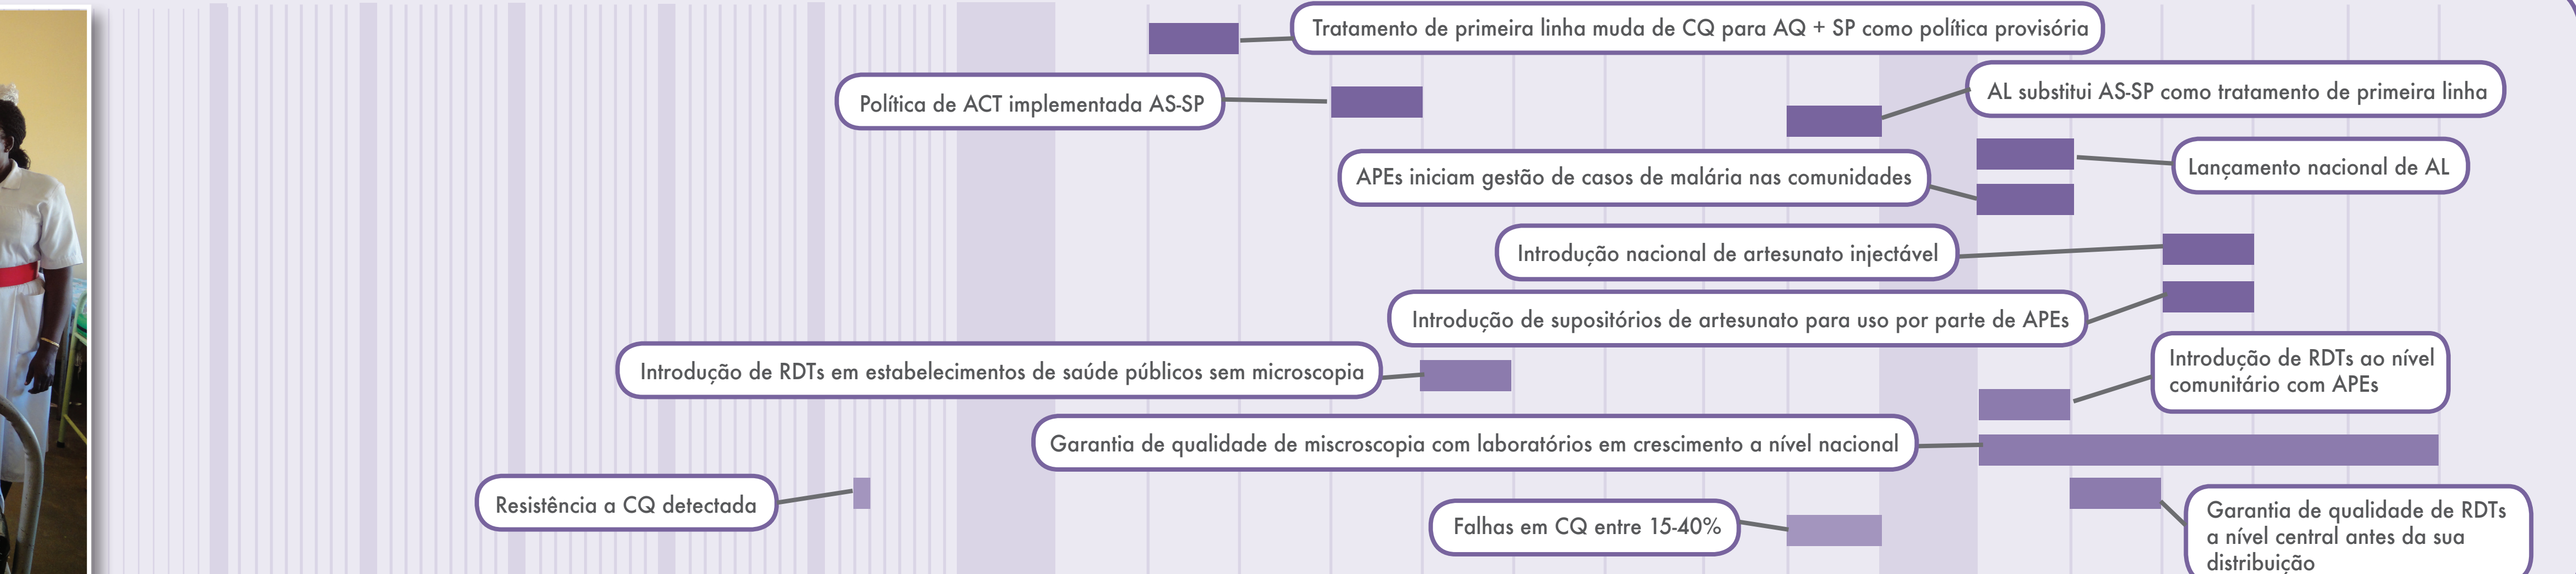 Tratamento de primeira linha muda de CQ para AQ + SP como política provisória
Política de ACT implementada AS-SP
AL substitui AS-SP como tratamento de primeira linha
APEs iniciam gestão de casos de malária nas comunidades
Lançamento nacional de AL
Introdução nacional de artesunato injectável
Introdução de supositórios de artesunato para uso por parte de APEs
Introdução de RDTs em estabelecimentos de saúde públicos sem microscopia
Introdução de RDTs ao nível
comunitário com APEs
Garantia de qualidade de miscroscopia com laboratórios em crescimento a nível nacional
Resistência a CQ detectada
Falhas em CQ entre 15-40%
Garantia de qualidade de RDTs
a nível central antes da sua
distribuição